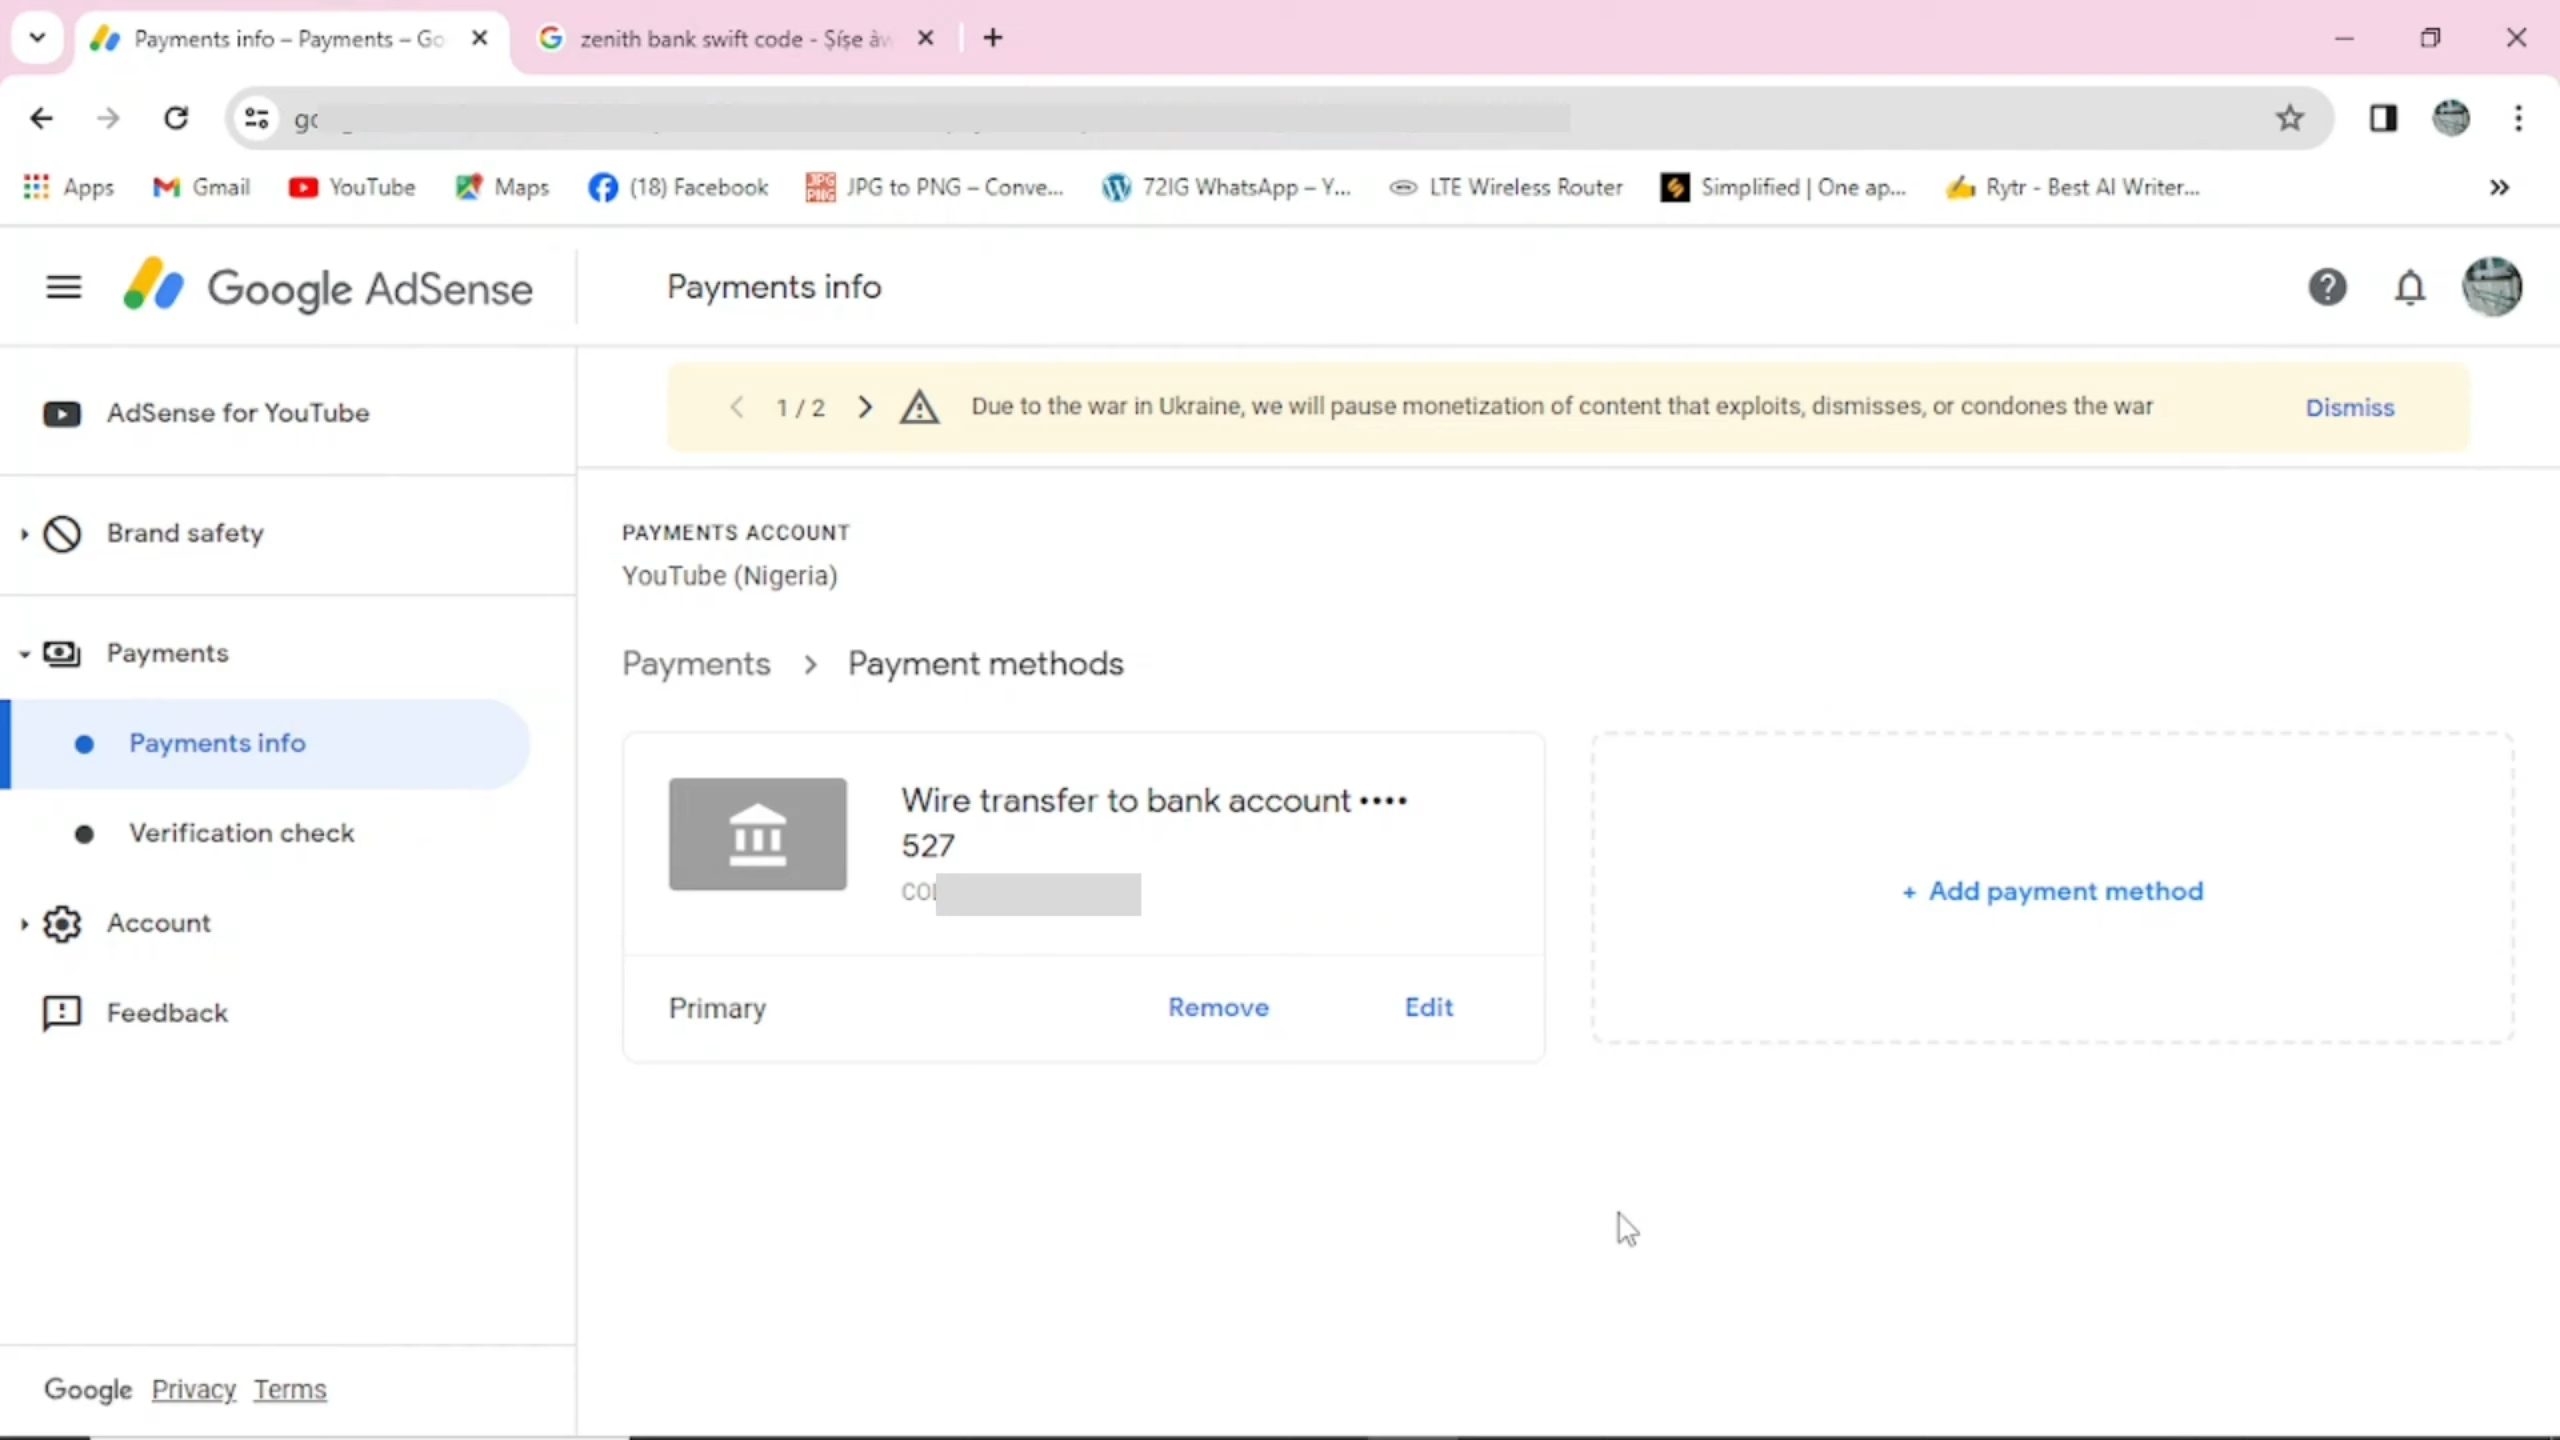 Payments info – Payments – Go
zenith bank swift code - Ṣíṣe àw
Apps
Gmail
YouTube
Maps
(18) Facebook
JPG to PNG – Conve...
72IG WhatsApp – Y...
LTE Wireless Router
Simplified | One ap...
Rytr - Best AI Writer...
Google AdSense
Payments info
AdSense for YouTube
Brand safety
Payments
Payments info
Verification check
Account
Feedback
Google Privacy Terms
1 / 2 Due to the war in Ukraine, we will pause monetization of content that exploits, dismisses, or condones the war Dismiss
PAYMENTS ACCOUNT
YouTube (Nigeria)
Payments > Payment methods
Wire transfer to bank account ••••
527
Primary Remove Edit
+ Add payment method